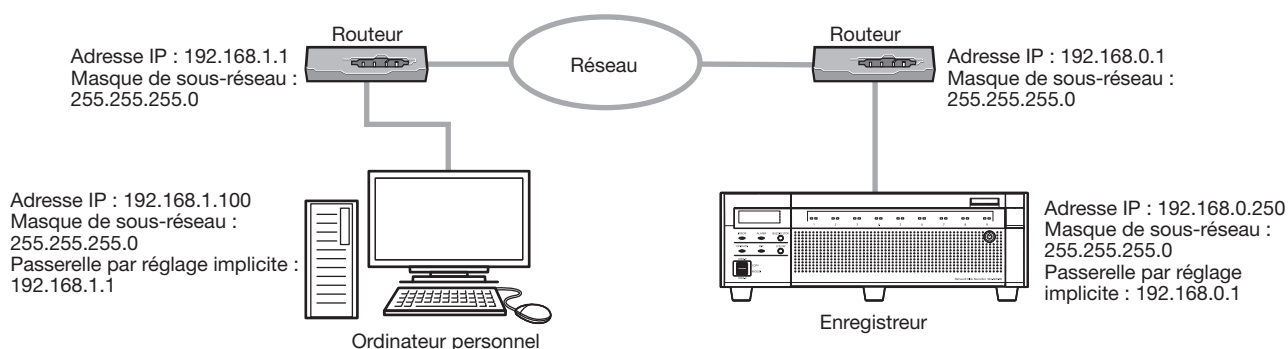 Routeur
Adresse IP : 192.168.1.1
Masque de sous-réseau :
255.255.255.0
Réseau
Routeur
Adresse IP : 192.168.0.1
Masque de sous-réseau :
255.255.255.0
Adresse IP : 192.168.1.100
Masque de sous-réseau :
255.255.255.0
Passerelle par réglage implicite :
192.168.1.1
Ordinateur personnel
Adresse IP : 192.168.0.250
Masque de sous-réseau :
255.255.255.0
Passerelle par réglage
implicite : 192.168.0.1
Enregistreur